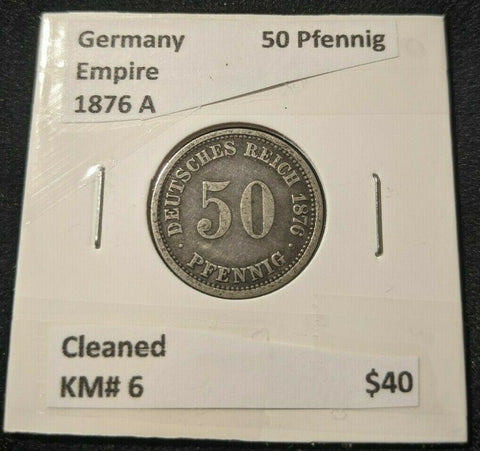 Germany 50 Pfennig
Empire
1876 A
DEUTSCHES REICH 1876
50
PFENNIG
Cleaned
KM# 6 $40